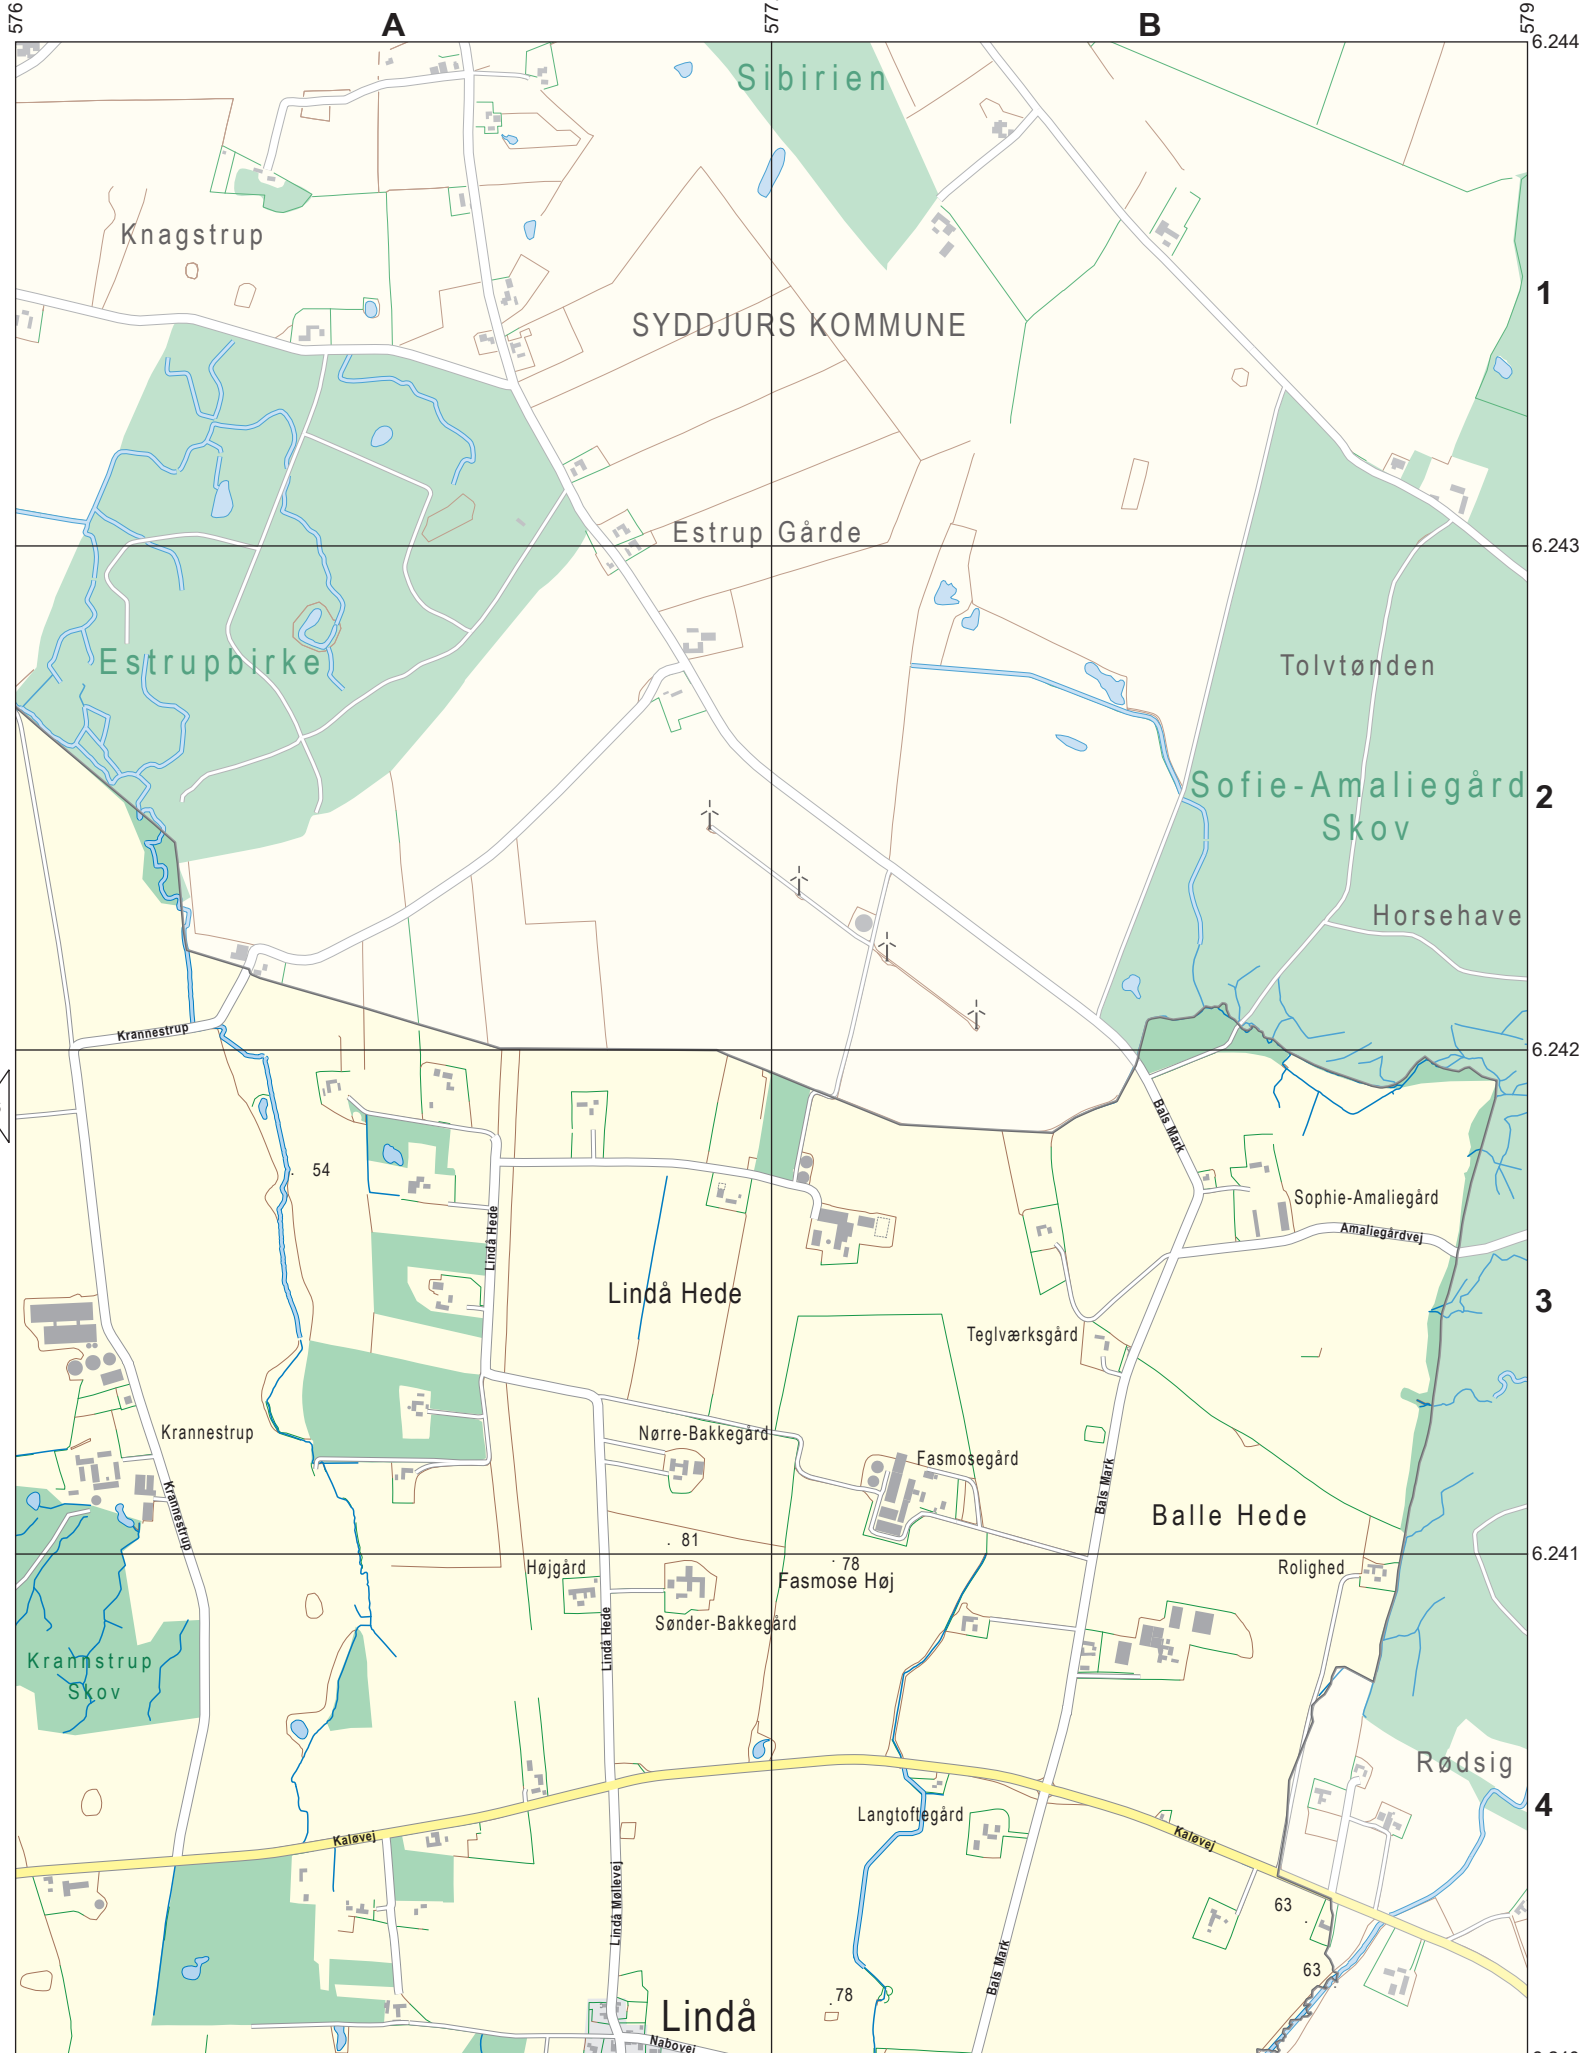 576
A
577
B
579
6.244
Sibirien
Knagstrup
1
SYDDJURS KOMMUNE
Estrup Gårde
6.243
Estrupbirke
Tolvtønden
Sofie-Amaliegård
Skov
2
Horsehave
Krannestrup
6.242
Bals Mark
54
Sophie-Amaliegård
Amaliegårdvej
Lindå Hede
Lindå Hede
3
Teglværksgård
Krannestrup
Nørre-Bakkegård
Fasmosegård
Krannestrup
Bals Mark
Balle Hede
81
6.241
78
Højgård
Fasmose Høj
Rolighed
Sønder-Bakkegård
Lindå Hede
Krannstrup
Skov
Rødsig
4
Langtoftegård
Kaløvej
Kaløvej
Lindå Møllevej
63
Bals Mark
63
78
Lindå
Nabovej